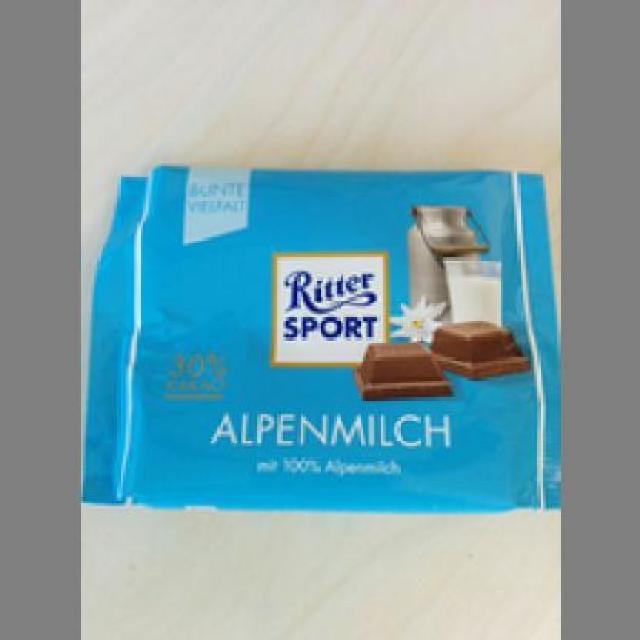 BUNTE
VIELFALT
Ritter
SPORT
30%
KAKAO
ALPENMILCH
mit 100% Alpenmilch